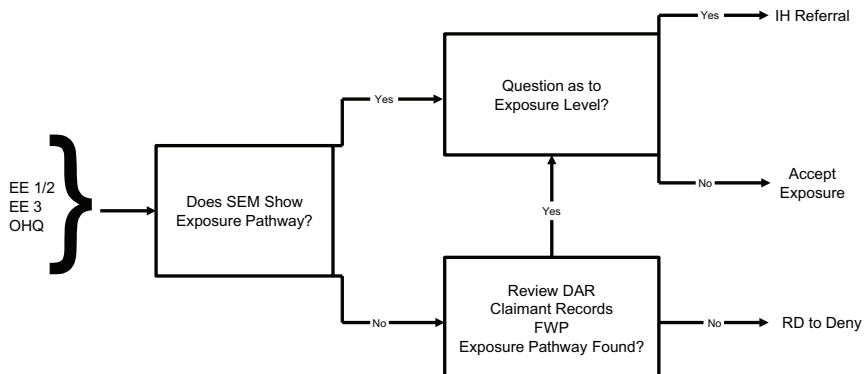 EE 1/2
EE 3
OHQ
Does SEM Show
Exposure Pathway?
Yes
No
Question as to
Exposure Level?
Yes
IH Referral
No
Accept
Exposure
Yes
Review DAR
Claimant Records
FWP
Exposure Pathway Found?
No
RD to Deny